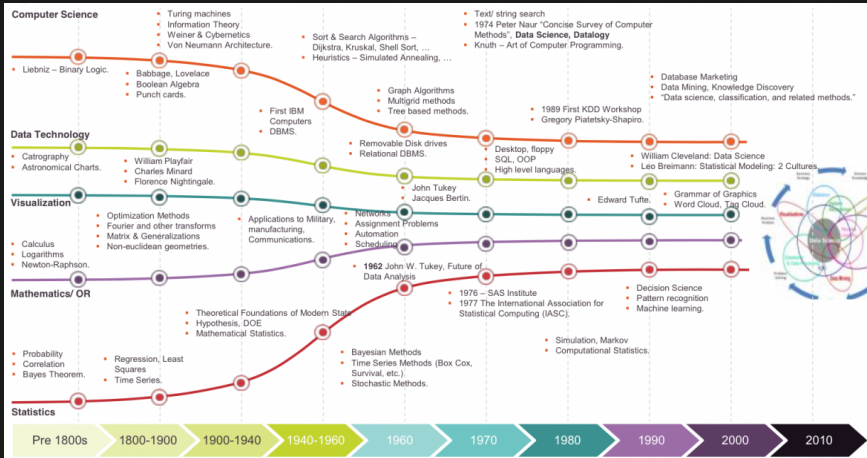 Computer Science
Turing machines
Information Theory
Weiner & Cybernetics
Von Neumann Architecture.
Sort & Search Algorithms –
Dijkstra, Kruskal, Shell Sort, …
Heuristics – Simulated Annealing, …
Text/ string search
1974 Peter Naur “Concise Survey of Computer
Methods”, Data Science, Datalogy
Knuth – Art of Computer Programming.
Liebniz – Binary Logic.
Babbage, Lovelace
Boolean Algebra
Punch cards.
First IBM
Computers
DBMS.
Graph Algorithms
Multigrid methods
Tree based methods.
1989 First KDD Workshop
Gregory Piatetsky-Shapiro.
Database Marketing
Data Mining, Knowledge Discovery
“Data science, classification, and related methods.”
Data Technology
Catrography
Astronomical Charts.
William Playfair
Charles Minard
Florence Nightingale.
Removable Disk drives
Relational DBMS.
Desktop, floppy
SQL, OOP
High level languages.
William Cleveland: Data Science
Leo Breimann: Statistical Modeling: 2 Cultures.
John Tukey
Jacques Bertin.
Edward Tufte.
Grammar of Graphics
Word Cloud, Tag Cloud.
Visualization
Calculus
Logarithms
Newton-Raphson.
Optimization Methods
Fourier and other transforms
Matrix & Generalizations
Non-euclidean geometries.
Applications to Military,
manufacturing,
Communications.
Networks
Assignment Problems
Automation
Scheduling
Mathematics/ OR
1962 John W. Tukey, Future of
Data Analysis
1976 – SAS Institute
1977 The International Association for
Statistical Computing (IASC).
Decision Science
Pattern recognition
Machine learning.
Theoretical Foundations of Modern Stats
Hypothesis, DOE
Mathematical Statistics.
Probability
Correlation
Bayes Theorem.
Regression, Least
Squares
Time Series.
Bayesian Methods
Time Series Methods (Box Cox,
Survival, etc.)
Stochastic Methods.
Simulation, Markov
Computational Statistics.
Statistics
Pre 1800s
1800-1900
1900-1940
1940-1960
1960
1970
1980
1990
2000
2010